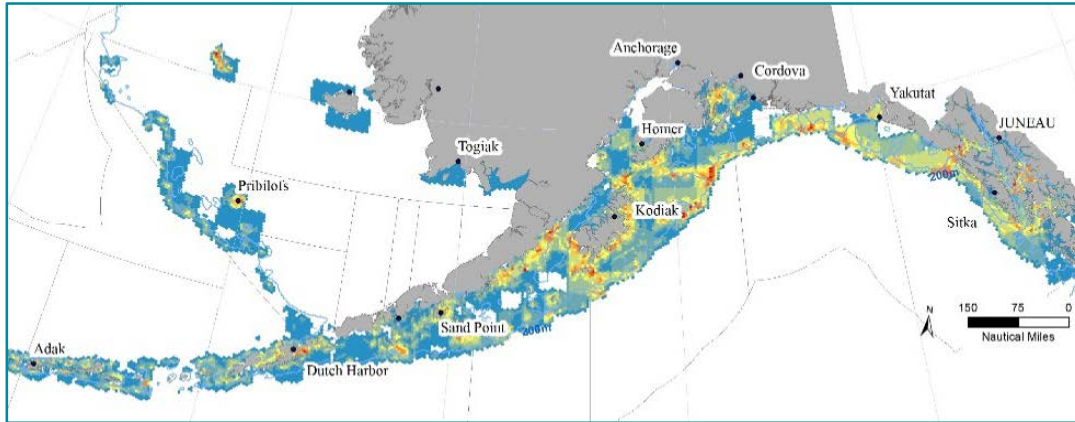 Anchorage
Cordova
Yakutat
JUNEAU
Homer
Togiak
200m
Pribilofs
Kodiak
Sitka
N
150 75 0
Nautical Miles
Sand Point
200m
Adak
Dutch Harbor